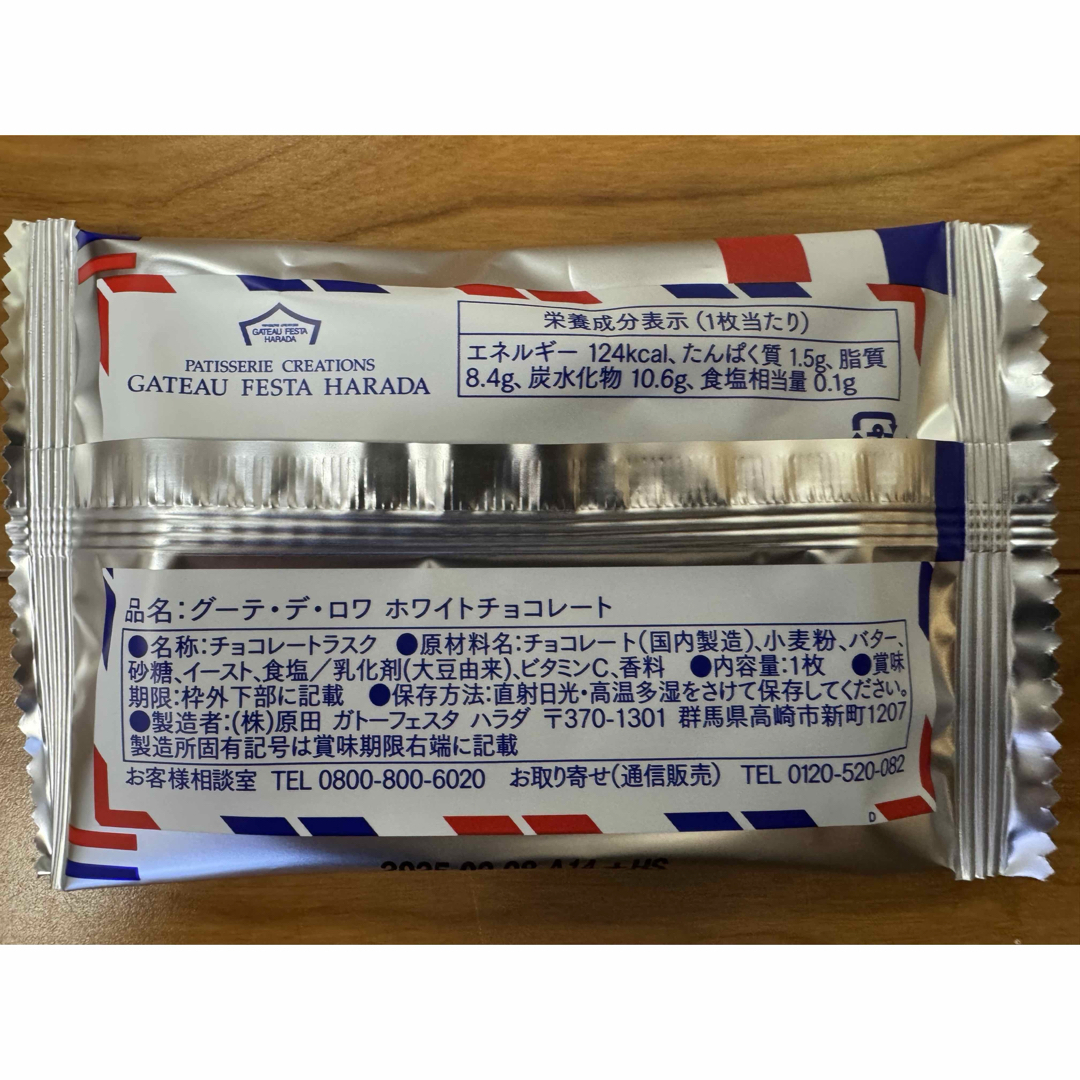 GATEAU FESTA
HARADA
PATISSERIE CREATIONS
GATEAU FESTA HARADA
栄養成分表示(1枚当たり)
エネルギー 124kcal、たんぱく質 1.5g、脂質
8.4g、炭水化物 10.6g、食塩相当量 0.1g
品名:グーテ・デ・ロワ ホワイトチョコレート
●名称:チョコレートラスク ●原材料名:チョコレート(国内製造)、小麦粉、バター、
砂糖、イースト、食塩/乳化剤(大豆由来)、ビタミンC、香料 ●内容量:1枚 ●賞味
期限:枠外下部に記載 ●保存方法:直射日光・高温多湿をさけて保存してください。
●製造者:(株)原田 ガトーフェスタ ハラダ 〒370-1301 群馬県高崎市新町1207
製造所固有記号は賞味期限右端に記載
お客様相談室 TEL 0800-800-6020 お取り寄せ(通信販売) TEL 0120-520-082
D